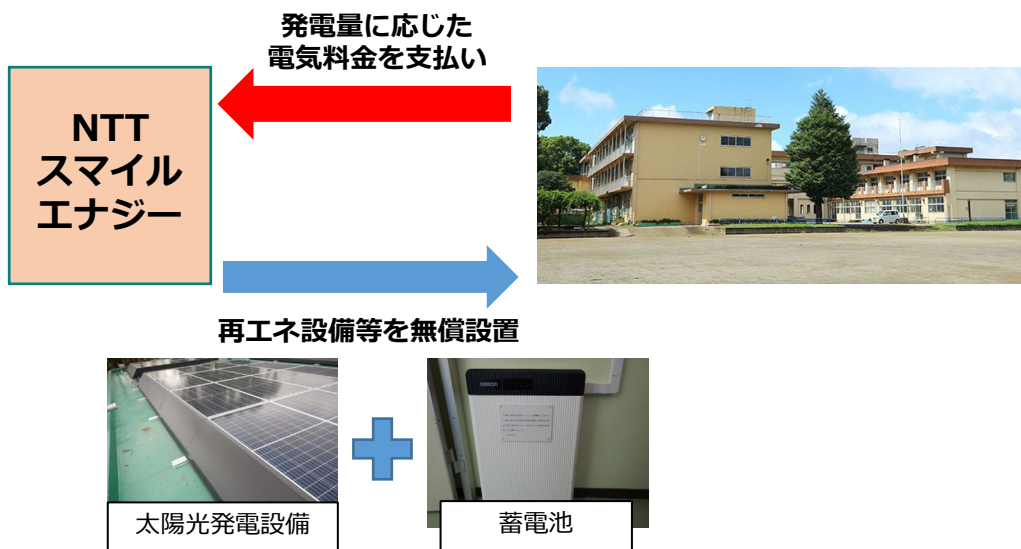 発電量に応じた
電気料金を支払い
NTT
スマイル
エナジー
再エネ設備等を無償設置
omron
太陽光発電設備
蓄電池